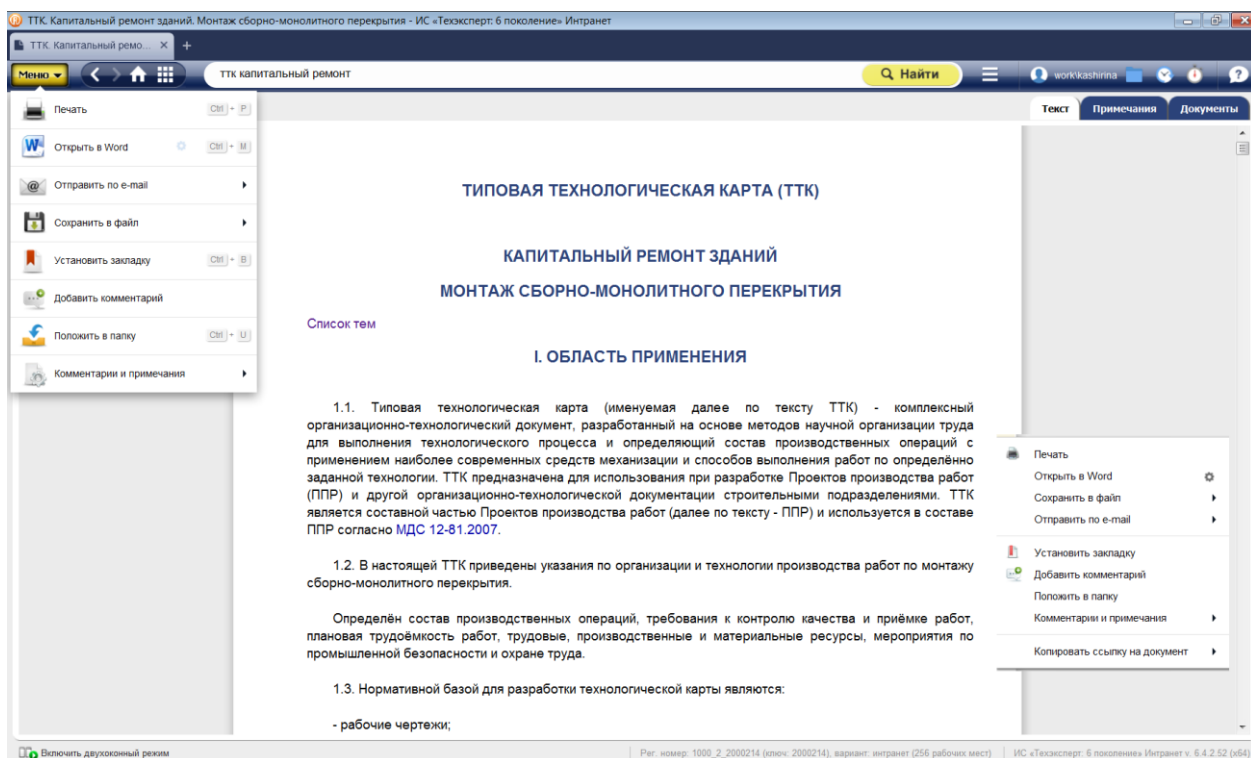 ТТК. Капитальный ремонт зданий. Монтаж сборно-монолитного перекрытия - ИС «Техэксперт: 6 поколение» Интранет
ТТК. Капитальный ремо... × +
Меню
ттк капитальный ремонт
Найти
work\kashirina
Текст Примечания Документы
Печать Ctrl + P
Открыть в Word Ctrl + M
Отправить по e-mail
Сохранить в файл
Установить закладку Ctrl + B
Добавить комментарий
Положить в папку Ctrl + U
Комментарии и примечания
ТИПОВАЯ ТЕХНОЛОГИЧЕСКАЯ КАРТА (ТТК)
КАПИТАЛЬНЫЙ РЕМОНТ ЗДАНИЙ
МОНТАЖ СБОРНО-МОНОЛИТНОГО ПЕРЕКРЫТИЯ
Список тем
I. ОБЛАСТЬ ПРИМЕНЕНИЯ
1.1. Типовая технологическая карта (именуемая далее по тексту ТТК) - комплексный
организационно-технологический документ, разработанный на основе методов научной организации труда
для выполнения технологического процесса и определяющий состав производственных операций с
применением наиболее современных средств механизации и способов выполнения работ по определённо
заданной технологии. ТТК предназначена для использования при разработке Проектов производства работ
(ППР) и другой организационно-технологической документации строительными подразделениями. ТТК
является составной частью Проектов производства работ (далее по тексту - ППР) и используется в составе
ППР согласно МДС 12-81.2007.
1.2. В настоящей ТТК приведены указания по организации и технологии производства работ по монтажу
сборно-монолитного перекрытия.
Определён состав производственных операций, требования к контролю качества и приёмке работ,
плановая трудоёмкость работ, трудовые, производственные и материальные ресурсы, мероприятия по
промышленной безопасности и охране труда.
1.3. Нормативной базой для разработки технологической карты являются:
- рабочие чертежи;
Печать
Открыть в Word
Сохранить в файл
Отправить по e-mail
Установить закладку
Добавить комментарий
Положить в папку
Комментарии и примечания
Копировать ссылку на документ
Включить двухоконный режим
Рег. номер: 1000_2_2000214 (ключ: 2000214), вариант: интранет (256 рабочих мест)
ИС «Техэксперт: 6 поколение» Интранет v. 6.4.2.52 (x64)